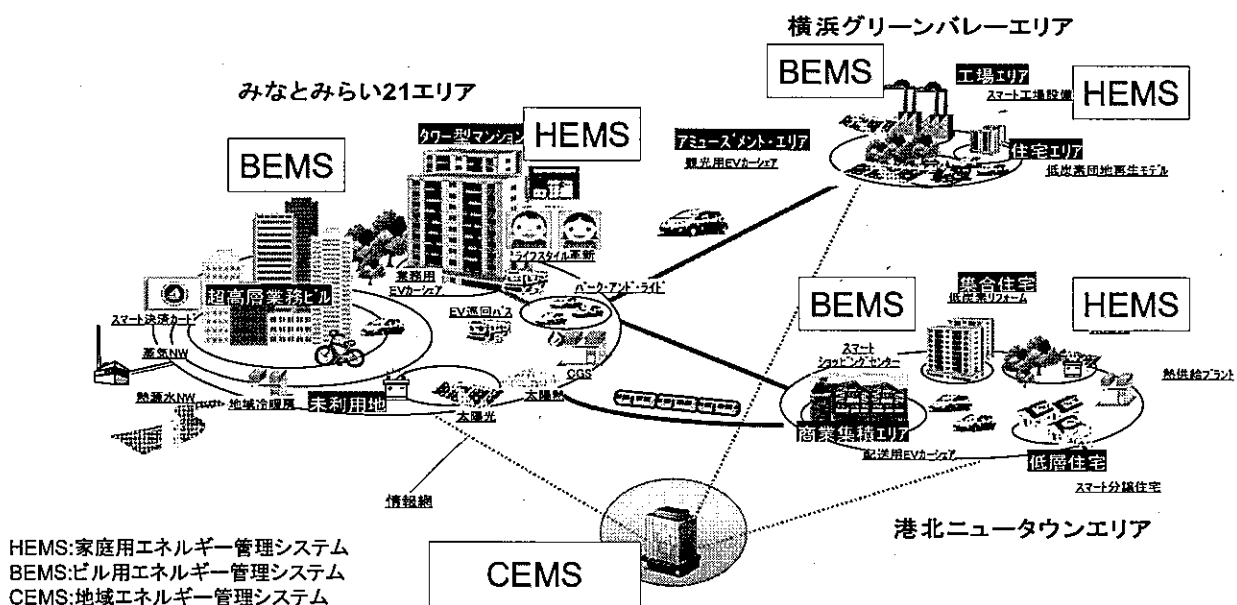 横浜グリーンバレーエリア
BEMS
工場エリア
スマート工場設備
HEMS
住宅エリア
低炭素団地再生モデル
アミューズメント・エリア
観光用EVカーシェア
みなとみらい21エリア
タワー型マンション
HEMS
BEMS
ライフスタイル革新
業務用
EVカーシェア
パーク・アンド・ライド
超高層業務ビル
スマート決済カード
EV巡回バス
蒸気NW
CGS
熱源水NW
地域冷暖房
未利用地
太陽光
太陽熱
集合住宅
低炭素リフォーム
BEMS
HEMS
スマート
ショッピングセンター
熱供給プラント
商業集積エリア
配送用EVカーシェア
低層住宅
スマート分譲住宅
港北ニュータウンエリア
情報網
CEMS
HEMS:家庭用エネルギー管理システム
BEMS:ビル用エネルギー管理システム
CEMS:地域エネルギー管理システム